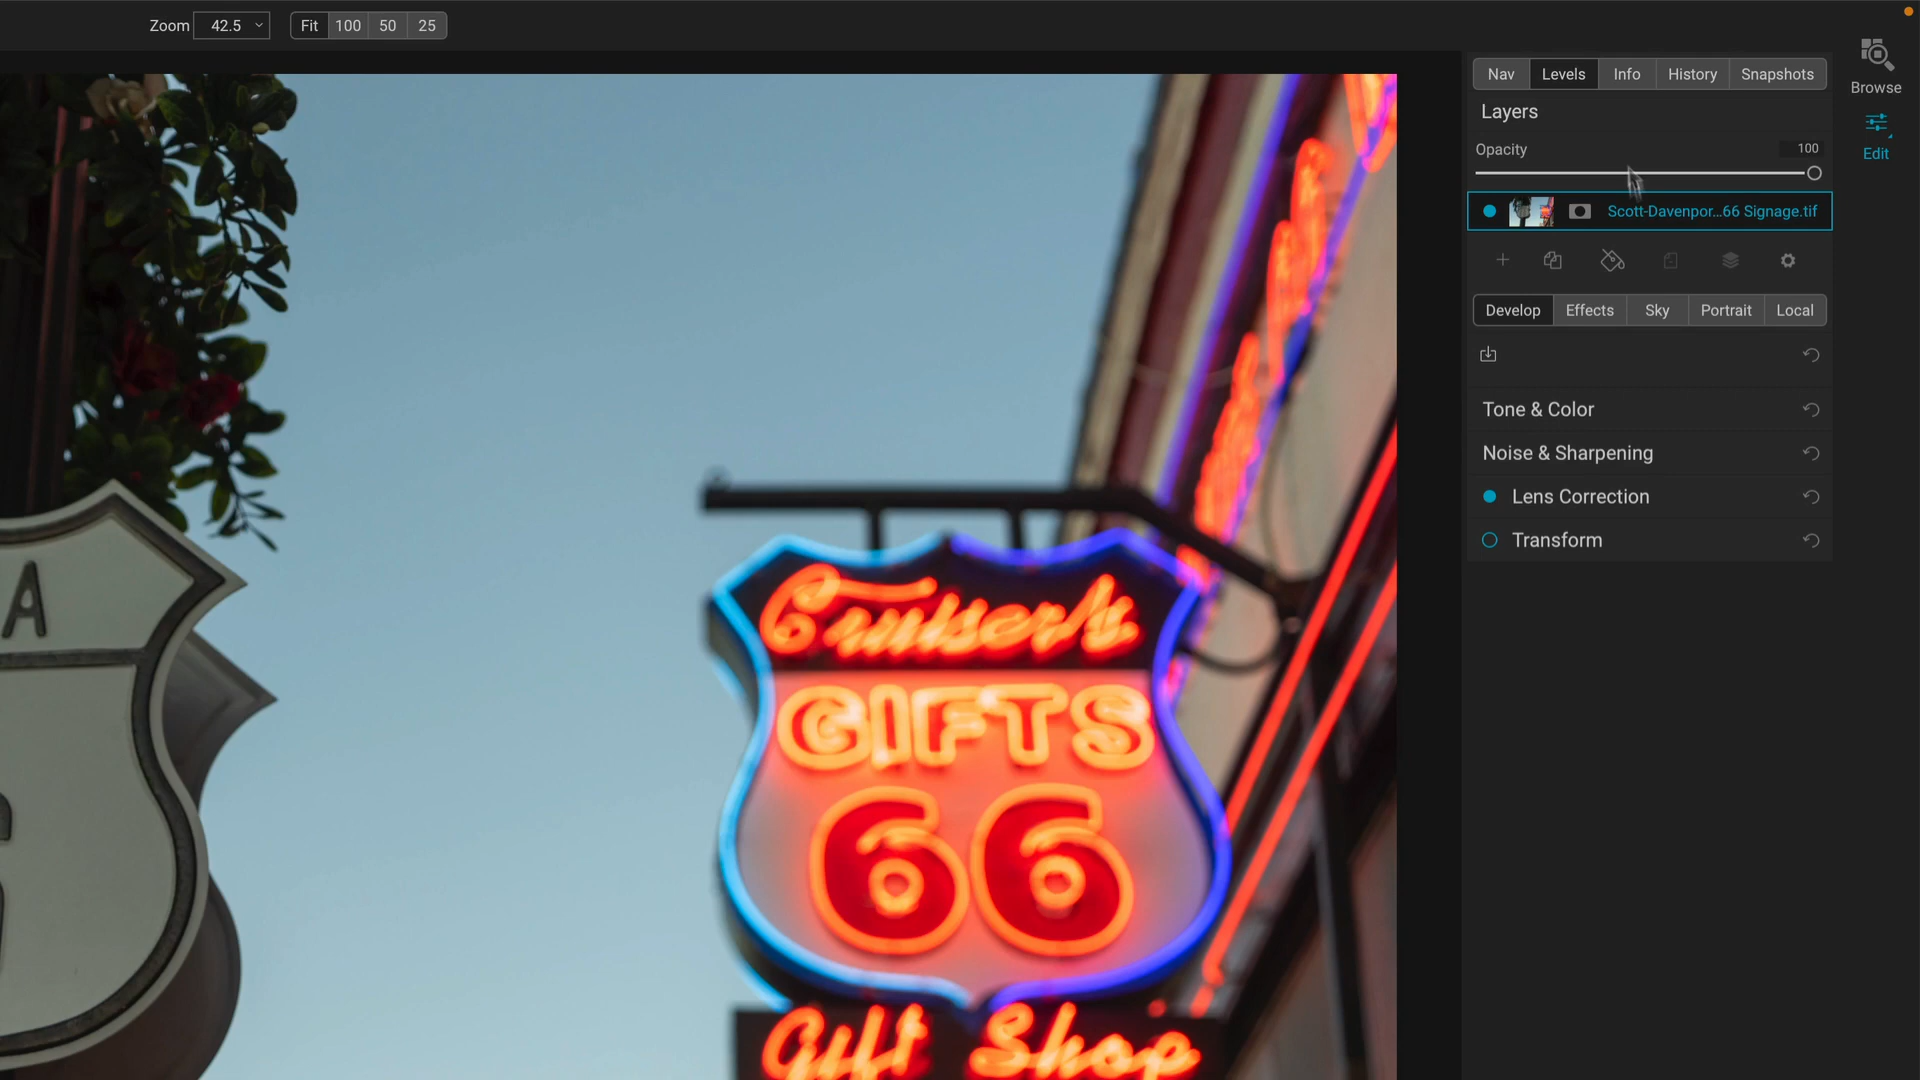 Zoom 42.5 Fit 100 50 25
Browse
Edit
Nav Levels Info History Snapshots
Layers
Opacity 100
Scott-Davenpor...66 Signage.tif
Develop Effects Sky Portrait Local
Tone & Color
Noise & Sharpening
Lens Correction
Transform
A
Cruiser's
GIFTS
66
Gift Shop